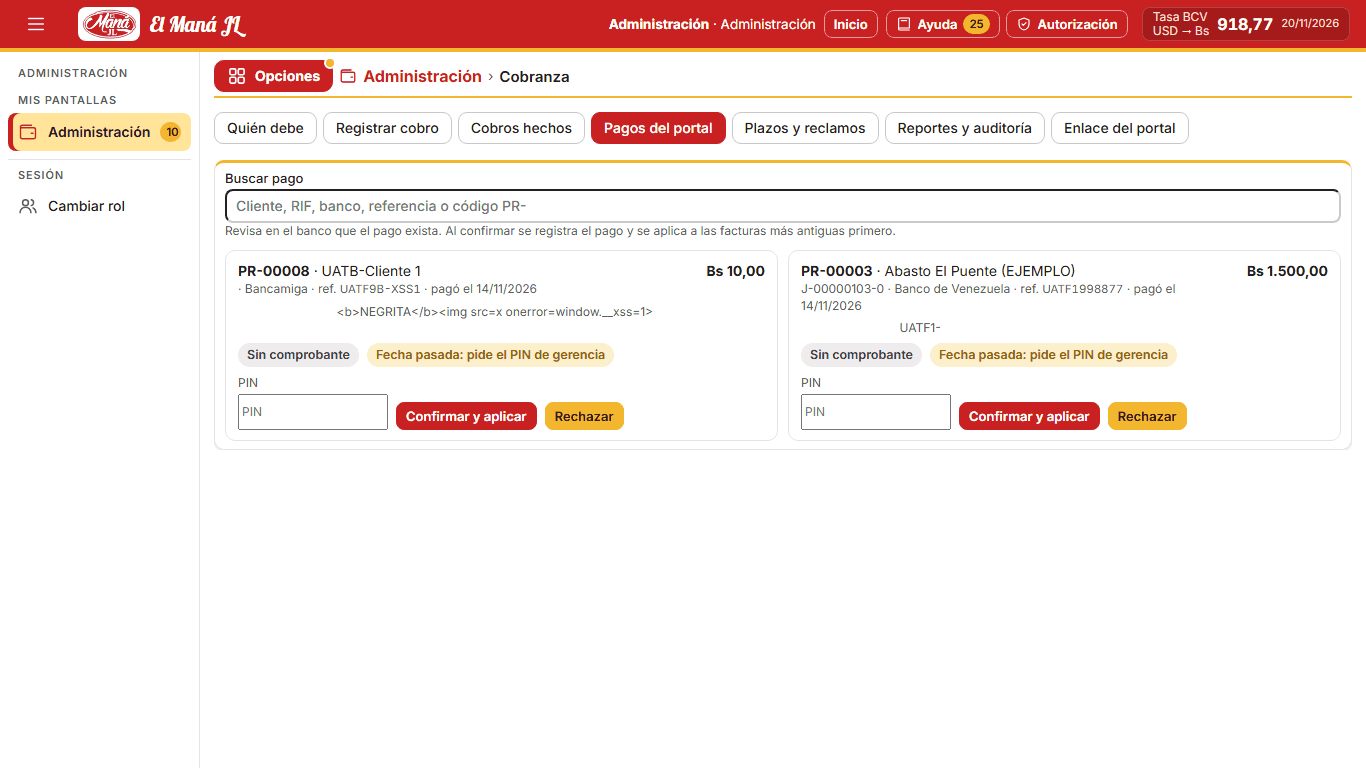 El Maná JL
Administración · Administración
Inicio
Ayuda 25
Autorización
Tasa BCV
USD → Bs
918,77
20/11/2026
ADMINISTRACIÓN
MIS PANTALLAS
Administración 10
SESIÓN
Cambiar rol
Opciones
Administración › Cobranza
Quién debe
Registrar cobro
Cobros hechos
Pagos del portal
Plazos y reclamos
Reportes y auditoría
Enlace del portal
Buscar pago
Cliente, RIF, banco, referencia o código PR-
Revisa en el banco que el pago exista. Al confirmar se registra el pago y se aplica a las facturas más antiguas primero.
PR-00008 · UATB-Cliente 1
Bs 10,00
· Bancamiga · ref. UATF9B-XSS1 · pagó el 14/11/2026
<b>NEGRITA</b><img src=x onerror=window.__xss=1>
Sin comprobante
Fecha pasada: pide el PIN de gerencia
PIN
PIN
Confirmar y aplicar
Rechazar
PR-00003 · Abasto El Puente (EJEMPLO)
Bs 1.500,00
J-00000103-0 · Banco de Venezuela · ref. UATF1998877 · pagó el
14/11/2026
UATF1-
Sin comprobante
Fecha pasada: pide el PIN de gerencia
PIN
PIN
Confirmar y aplicar
Rechazar